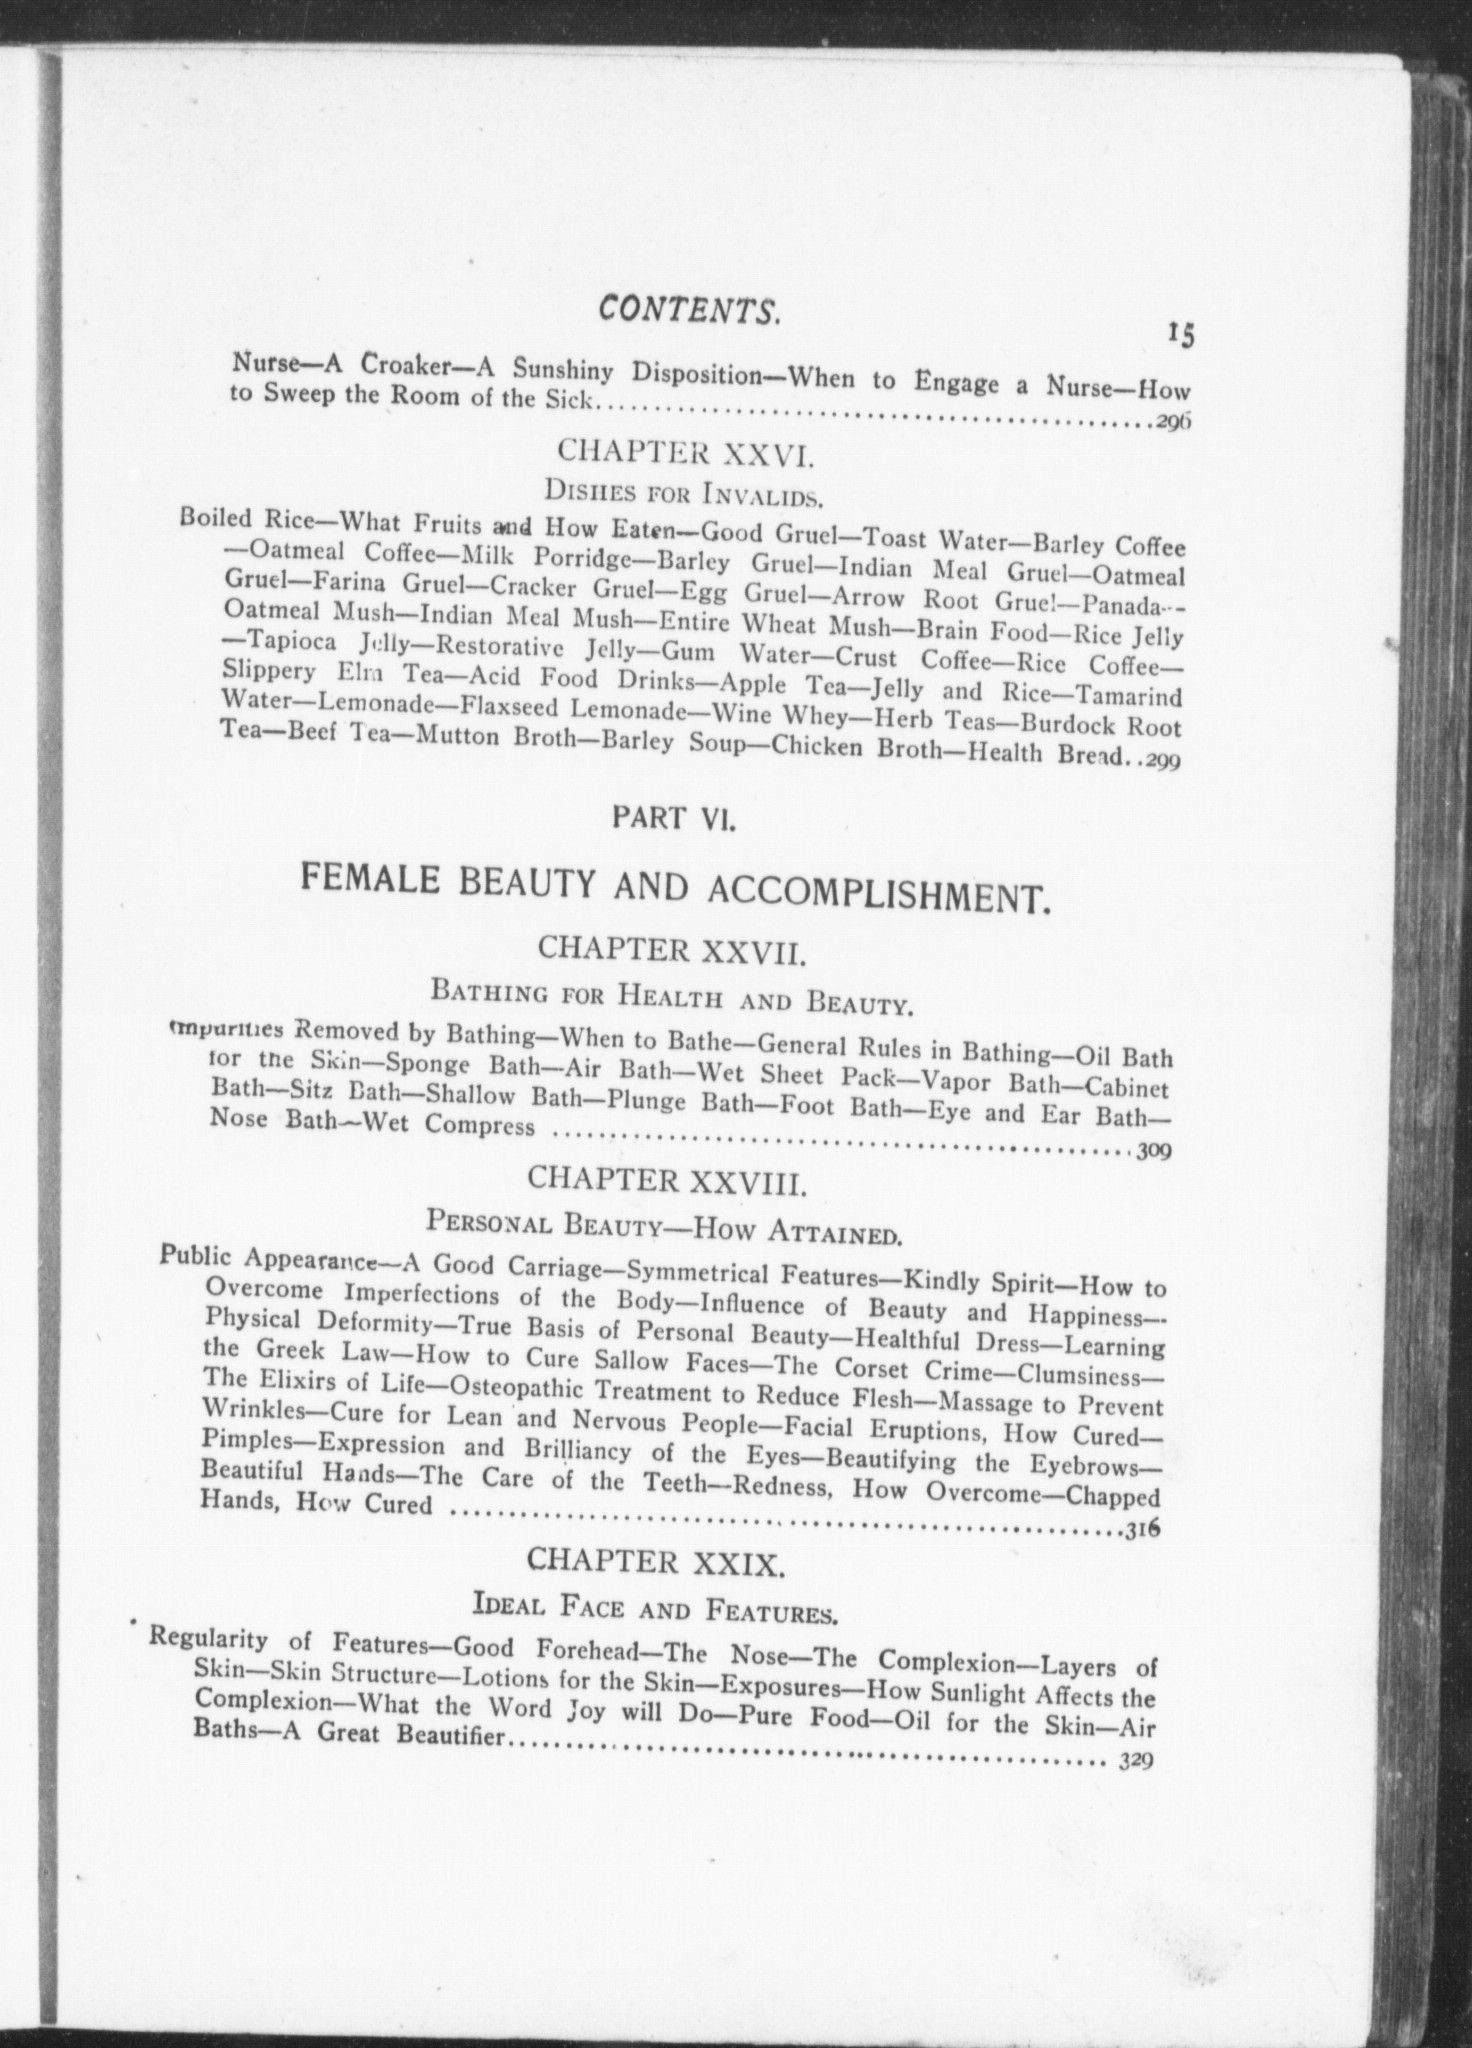 CONTENTS.
15
Nurse—A Croaker—A Sunshiny Disposition—When to Engage a Nurse—How
to Sweep the Room of the Sick..................................................296
CHAPTER XXVI.
DISHES FOR INVALIDS.
Boiled Rice—What Fruits and How Eaten—Good Gruel—Toast Water—Barley Coffee
—Oatmeal Coffee—Milk Porridge—Barley Gruel—Indian Meal Gruel—Oatmeal
Gruel—Farina Gruel—Cracker Gruel—Egg Gruel—Arrow Root Gruel—Panada—
Oatmeal Mush—Indian Meal Mush—Entire Wheat Mush—Brain Food—Rice Jelly
—Tapioca Jelly—Restorative Jelly—Gum Water—Crust Coffee—Rice Coffee—
Slippery Elm Tea—Acid Food Drinks—Apple Tea—Jelly and Rice—Tamarind
Water—Lemonade—Flaxseed Lemonade—Wine Whey—Herb Teas—Burdock Root
Tea—Beef Tea—Mutton Broth—Barley Soup—Chicken Broth—Health Bread..299
PART VI.
FEMALE BEAUTY AND ACCOMPLISHMENT.
CHAPTER XXVII.
BATHING FOR HEALTH AND BEAUTY.
Impurities Removed by Bathing—When to Bathe—General Rules in Bathing—Oil Bath
for the Skin—Sponge Bath—Air Bath—Wet Sheet Pack—Vapor Bath—Cabinet
Bath—Sitz Bath—Shallow Bath—Plunge Bath—Foot Bath—Eye and Ear Bath—
Nose Bath—Wet Compress ..................................................309
CHAPTER XXVIII.
PERSONAL BEAUTY—HOW ATTAINED.
Public Appearance—A Good Carriage—Symmetrical Features—Kindly Spirit—How to
Overcome Imperfections of the Body—Influence of Beauty and Happiness—
Physical Deformity—True Basis of Personal Beauty—Healthful Dress—Learning
the Greek Law—How to Cure Sallow Faces—The Corset Crime—Clumsiness—
The Elixirs of Life—Osteopathic Treatment to Reduce Flesh—Massage to Prevent
Wrinkles—Cure for Lean and Nervous People—Facial Eruptions, How Cured—
Pimples—Expression and Brilliancy of the Eyes—Beautifying the Eyebrows—
Beautiful Hands—The Care of the Teeth—Redness, How Overcome—Chapped
Hands, How Cured ..........................................................316
CHAPTER XXIX.
IDEAL FACE AND FEATURES.
Regularity of Features—Good Forehead—The Nose—The Complexion—Layers of
Skin—Skin Structure—Lotions for the Skin—Exposures—How Sunlight Affects the
Complexion—What the Word Joy will Do—Pure Food—Oil for the Skin—Air
Baths—A Great Beautifier.................................................... 329